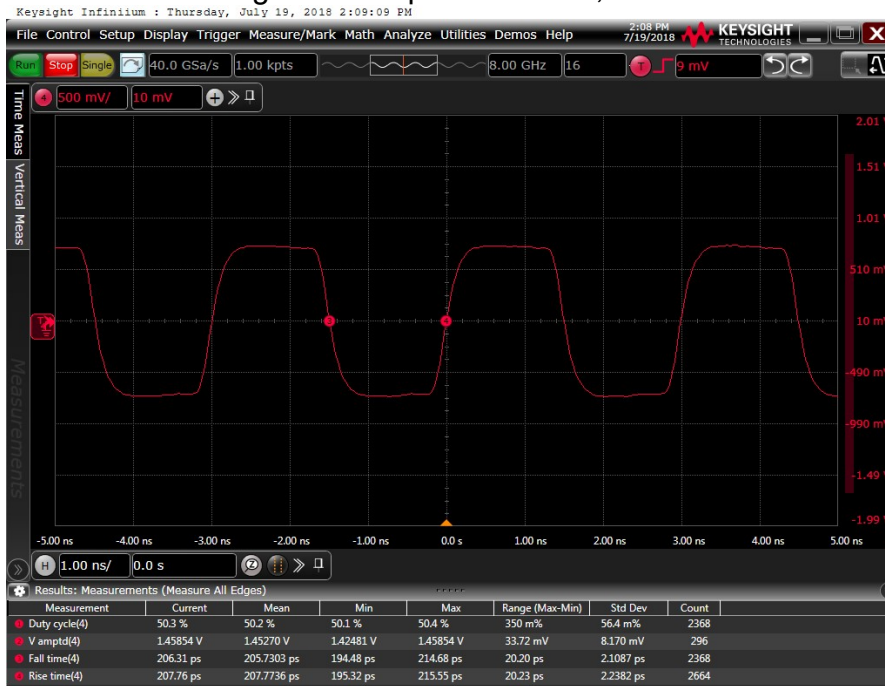 Keysight Infiniium : Thursday, July 19, 2018 2:09:09 PM
File Control Setup Display Trigger Measure/Mark Math Analyze Utilities Demos Help
2:08 PM
7/19/2018
KEYSIGHT
TECHNOLOGIES
Run Stop Single 40.0 GSa/s 1.00 kpts 8.00 GHz 16 T 9 mV
4 500 mV/ 10 mV
Time Meas
Vertical Meas
Measurements
2.01
1.51
1.01
510 m
10 m
-490 m
-990 m
-1.49
-1.99
-5.00 ns -4.00 ns -3.00 ns -2.00 ns -1.00 ns 0.0 s 1.00 ns 2.00 ns 3.00 ns 4.00 ns 5.00 ns
H 1.00 ns/ 0.0 s
Results: Measurements (Measure All Edges)
Measurement Current Mean Min Max Range (Max-Min) Std Dev Count
Duty cycle(4) 50.3 % 50.2 % 50.1 % 50.4 % 350 m% 56.4 m% 2368
V amptd(4) 1.45854 V 1.45270 V 1.42481 V 1.45854 V 33.72 mV 8.170 mV 296
Fall time(4) 206.31 ps 205.7303 ps 194.48 ps 214.68 ps 20.20 ps 2.1087 ps 2368
Rise time(4) 207.76 ps 207.7736 ps 195.32 ps 215.55 ps 20.23 ps 2.2382 ps 2664